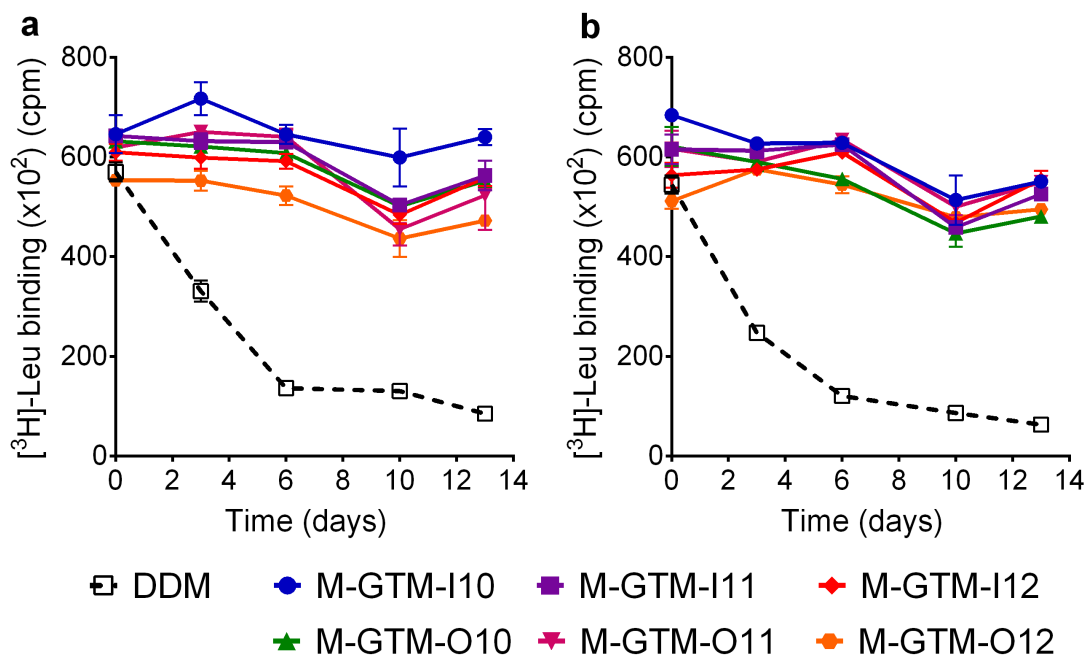 a
b
800
600
400
200
0
[³H]-Leu binding (x10²) (cpm)
0 2 4 6 8 10 12 14
Time (days)
800
600
400
200
0
[³H]-Leu binding (x10²) (cpm)
0 2 4 6 8 10 12 14
Time (days)
DDM M-GTM-I10 M-GTM-I11 M-GTM-I12
M-GTM-O10 M-GTM-O11 M-GTM-O12